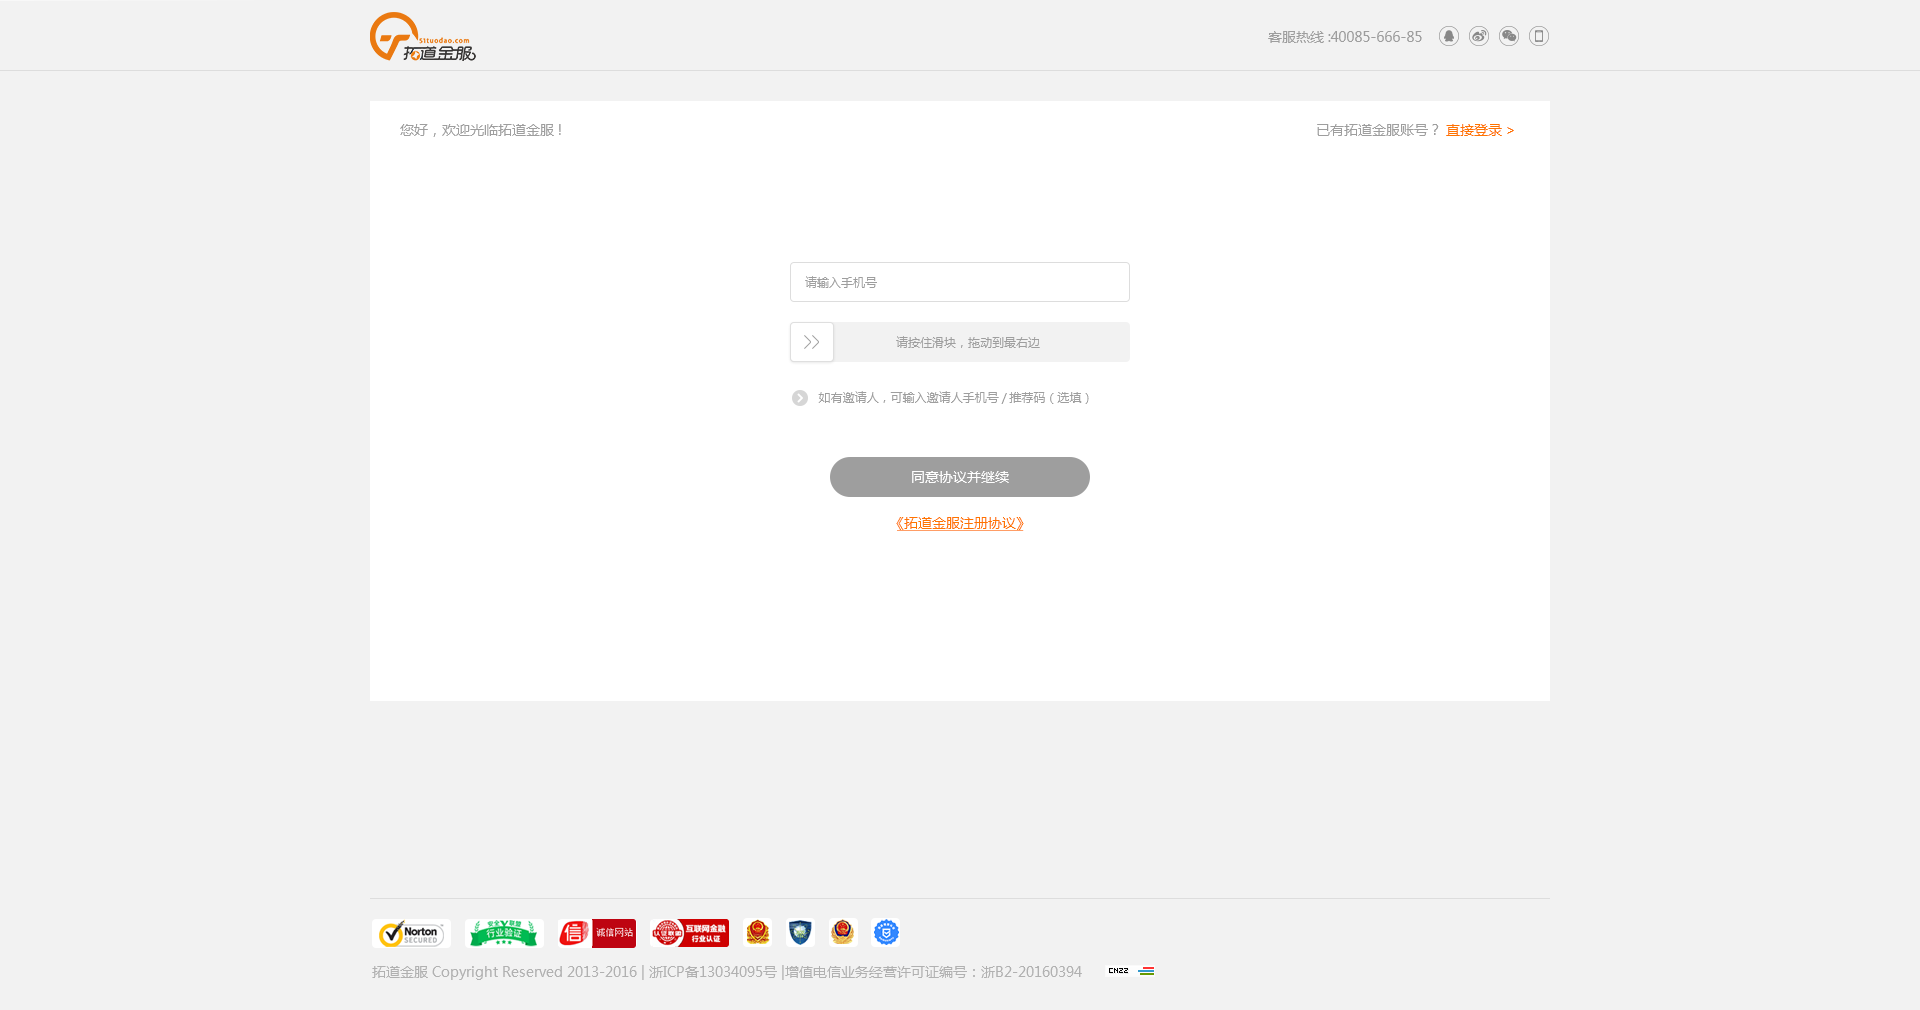 51tuodao.com
拓道金服
客服热线 :40085-666-85
您好，欢迎光临拓道金服！
已有拓道金服账号？ 直接登录 >
请输入手机号
请按住滑块，拖动到最右边
如有邀请人，可输入邀请人手机号 / 推荐码（选填）
同意协议并继续
《拓道金服注册协议》
Norton
SECURED
安全联盟
行业验证
信 诚信网站
互联网金融
行业认证
拓道金服 Copyright Reserved 2013-2016 | 浙ICP备13034095号 |增值电信业务经营许可证编号：浙B2-20160394
CNZZ